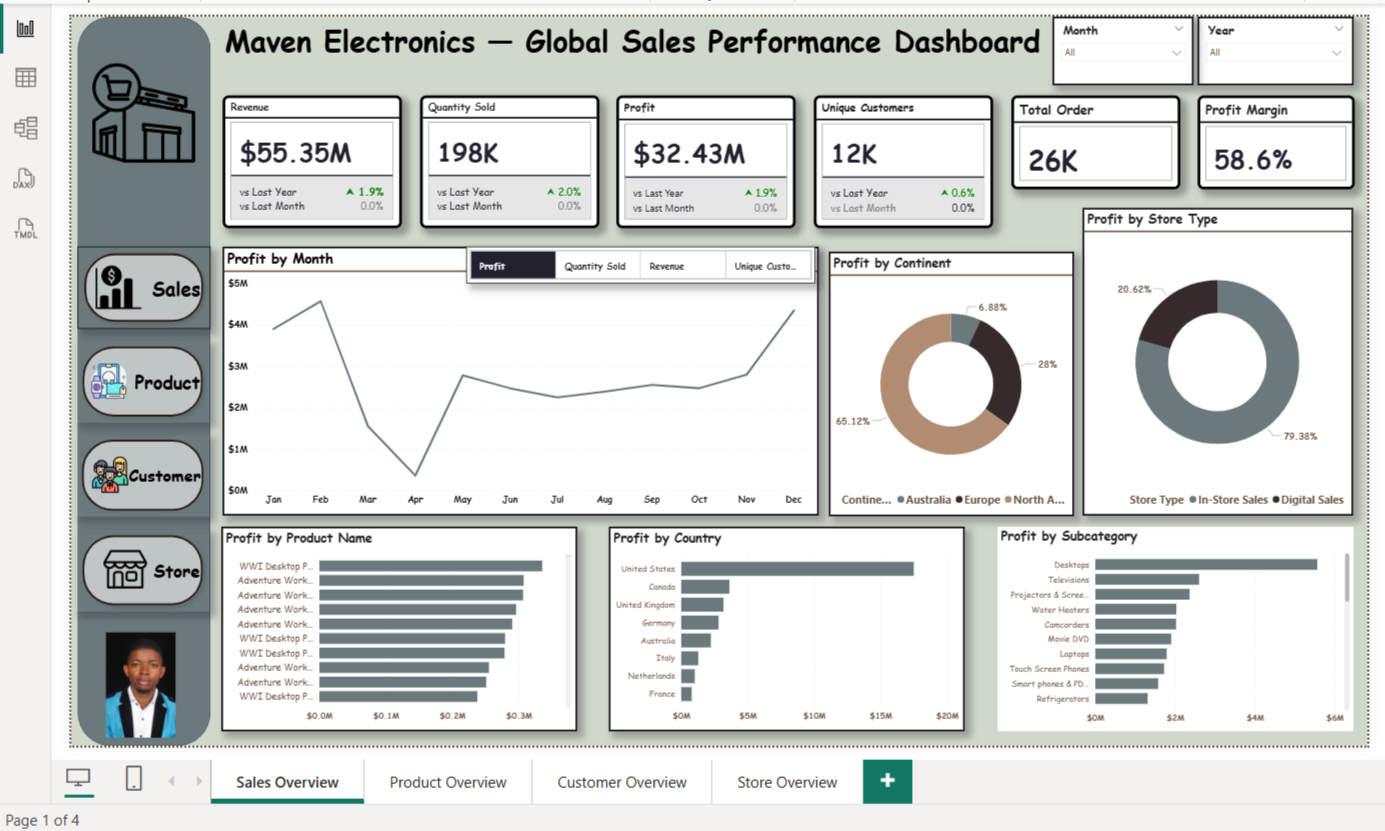 Maven Electronics — Global Sales Performance Dashboard
Month
All
Year
All
DAX
TMDL
Revenue
$55.35M
vs Last Year 1.9%
vs Last Month 0.0%
Quantity Sold
198K
vs Last Year 2.0%
vs Last Month 0.0%
Profit
$32.43M
vs Last Year 1.9%
vs Last Month 0.0%
Unique Customers
12K
vs Last Year 0.6%
vs Last Month 0.0%
Total Order
26K
Profit Margin
58.6%
Sales
Product
Customer
Store
Profit by Month
Profit Quantity Sold Revenue Unique Custo...
$5M
$4M
$3M
$2M
$1M
$0M
Jan Feb Mar Apr May Jun Jul Aug Sep Oct Nov Dec
Profit by Continent
6.88%
28%
65.12%
Contine... Australia Europe North A...
Profit by Store Type
20.62%
79.38%
Store Type In-Store Sales Digital Sales
Profit by Product Name
WWI Desktop P...
Adventure Work...
Adventure Work...
Adventure Work...
Adventure Work...
WWI Desktop P...
WWI Desktop P...
Adventure Work...
Adventure Work...
WWI Desktop P...
$0.0M $0.1M $0.2M $0.3M
Profit by Country
United States
Canada
United Kingdom
Germany
Australia
Italy
Netherlands
France
$0M $5M $10M $15M $20M
Profit by Subcategory
Desktops
Televisions
Projectors & Scree...
Water Heaters
Camcorders
Movie DVD
Laptops
Touch Screen Phones
Smart phones & PD...
Refrigerators
$0M $2M $4M $6M
Sales Overview Product Overview Customer Overview Store Overview +
Page 1 of 4